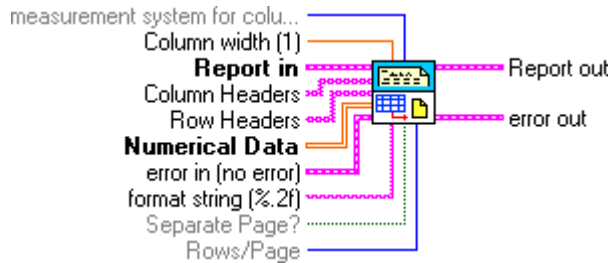 measurement system for colu...
Column width (1)
Report in
Report out
Column Headers
Row Headers
Numerical Data
error out
error in (no error)
format string (%.2f)
Separate Page?
Rows/Page